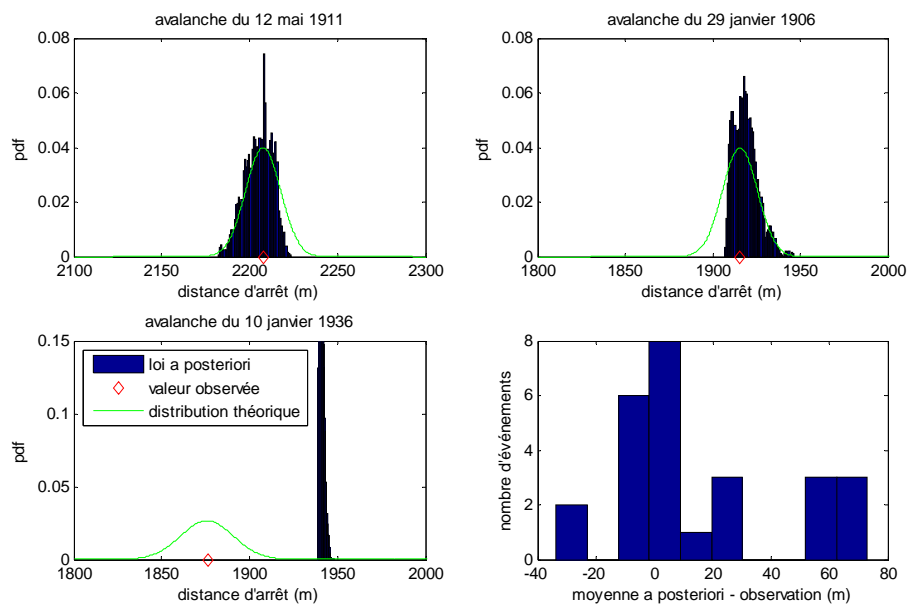 avalanche du 12 mai 1911
0.08
0.06
0.04
0.02
0
pdf
2100
2150
2200
2250
2300
distance d'arrêt (m)
avalanche du 29 janvier 1906
0.08
0.06
0.04
0.02
0
pdf
1800
1850
1900
1950
2000
distance d'arrêt (m)
avalanche du 10 janvier 1936
0.15
0.1
0.05
0
pdf
loi a posteriori
valeur observée
distribution théorique
1800
1850
1900
1950
2000
distance d'arrêt (m)
8
6
4
2
0
nombre d'événements
-40
-20
0
20
40
60
80
moyenne a posteriori - observation (m)